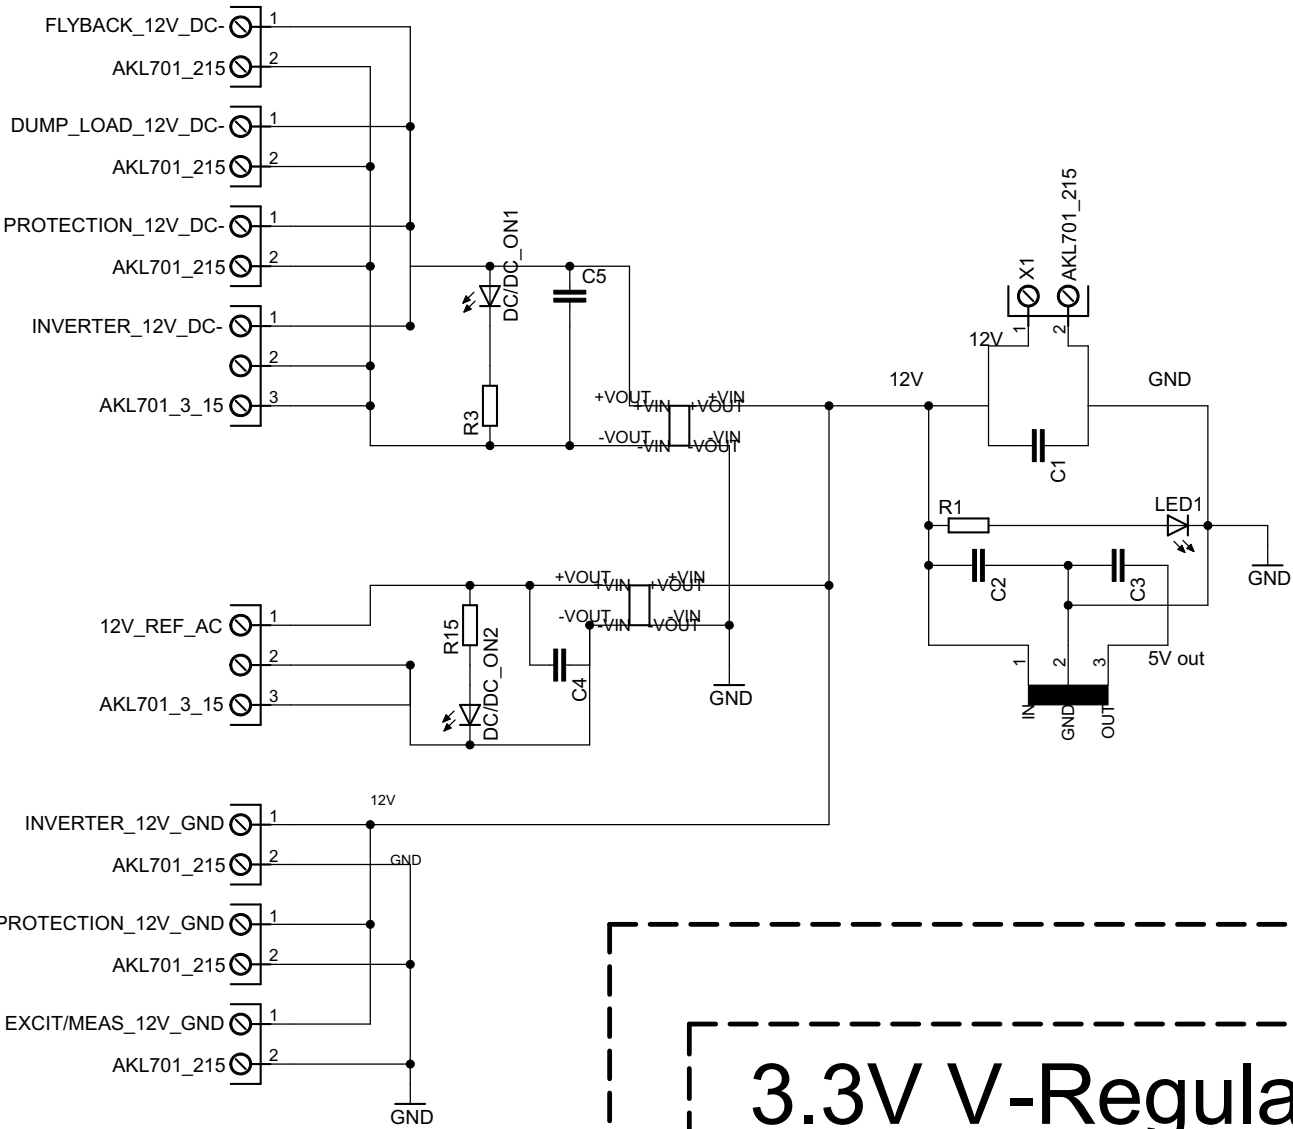 FLYBACK_12V_DC- 1
AKL701_215 2
DUMP_LOAD_12V_DC- 1
AKL701_215 2
PROTECTION_12V_DC- 1
AKL701_215 2
INVERTER_12V_DC- 1
2
AKL701_3_15 3
DC/DC_ON1
C5
R3
+VOUT
+VIN
+VIN
+VOUT
-VOUT
-VIN
-VIN
-VOUT
12V
X1
AKL701_215
1
2
12V
GND
C1
R1
LED1
C2
C3
GND
1
2
3
5V out
IN
GND
OUT
12V_REF_AC 1
2
AKL701_3_15 3
R15
DC/DC_ON2
C4
+VOUT
+VIN
+VIN
+VOUT
-VOUT
-VIN
-VIN
-VOUT
GND
12V
INVERTER_12V_GND 1
AKL701_215 2
GND
PROTECTION_12V_GND 1
AKL701_215 2
EXCIT/MEAS_12V_GND 1
AKL701_215 2
GND
3.3V V-Regula